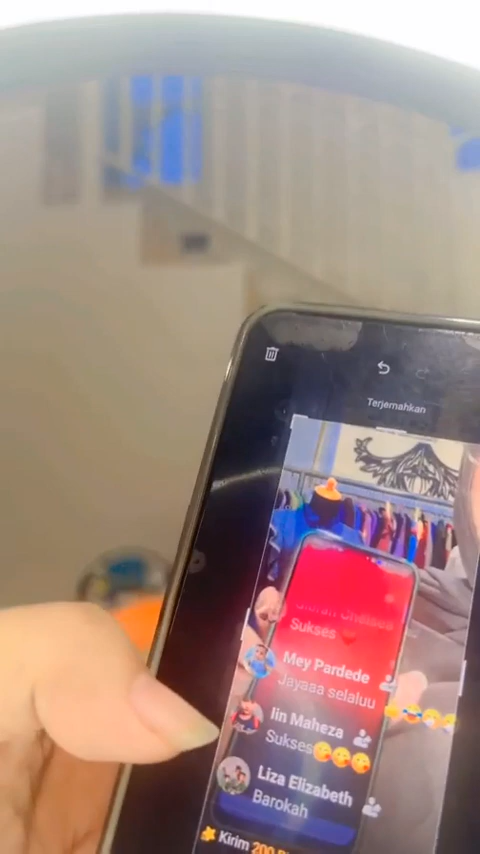 Terjemahkan
Sukses ❤️
Mey Pardede
Jayaaa selaluu
Iin Maheza
Sukses🥳🥳🥳
Liza Elizabeth
Barokah
Kirim 200